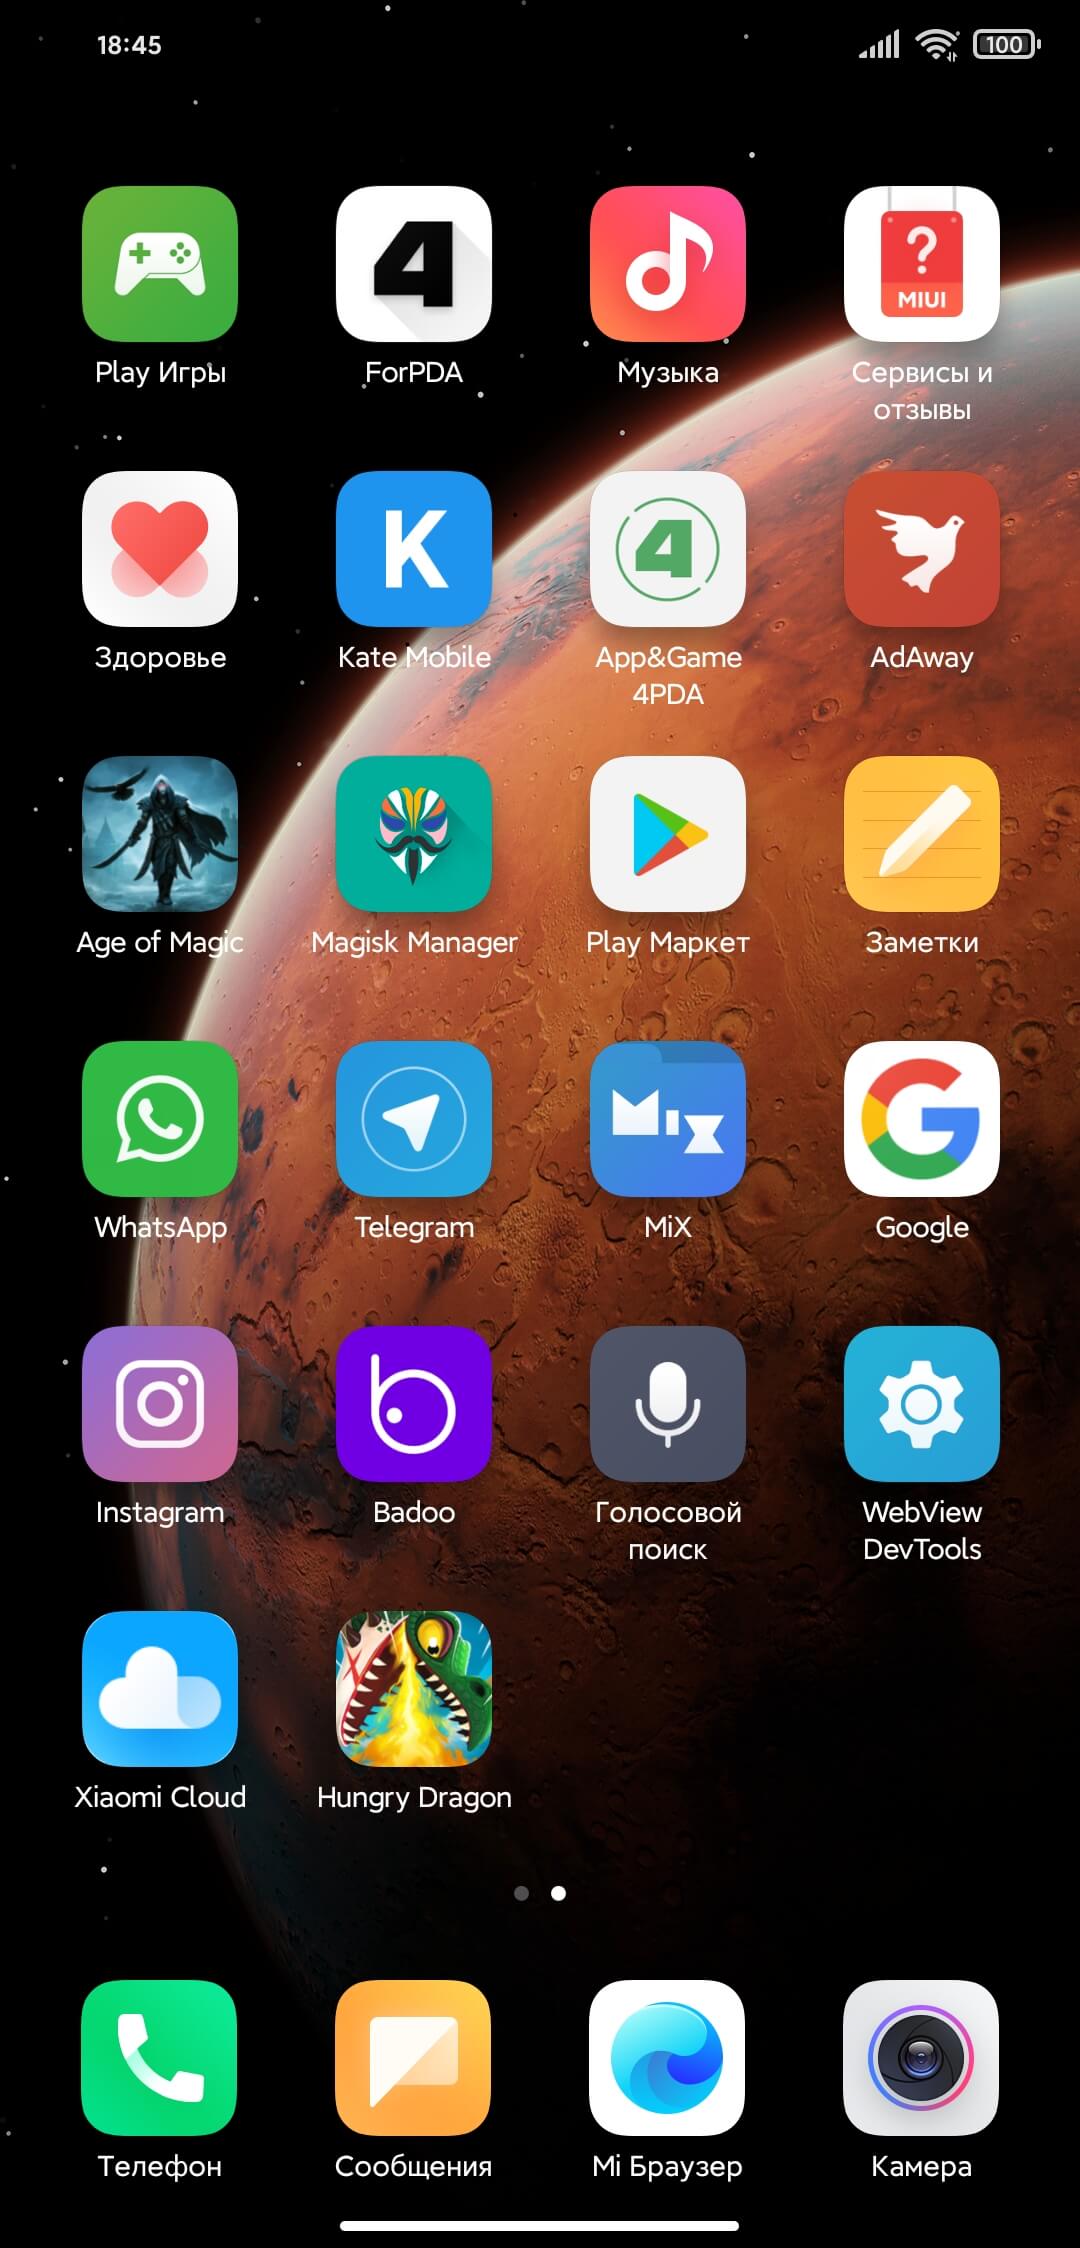 18:45
100
4
?
MIUI
Play Игры
ForPDA
Музыка
Сервисы и
отзывы
K
4
Здоровье
Kate Mobile
App&Game
4PDA
AdAway
Age of Magic
Magisk Manager
Play Маркет
Заметки
MiX
G
WhatsApp
Telegram
MiX
Google
b
Instagram
Badoo
Голосовой
поиск
WebView
DevTools
Xiaomi Cloud
Hungry Dragon
Телефон
Сообщения
Mi Браузер
Камера